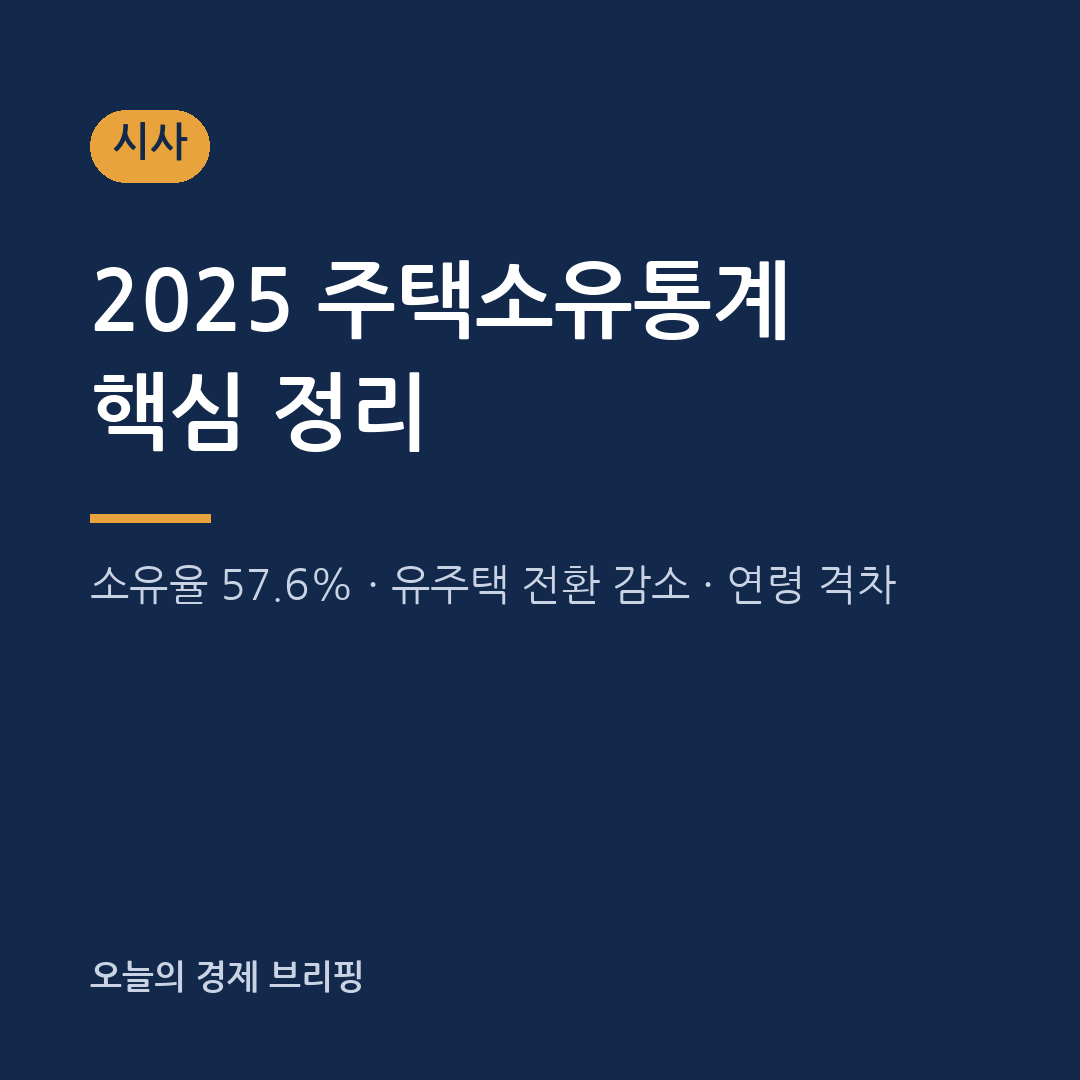 시사
2025 주택소유통계
핵심 정리
소유율 57.6% · 유주택 전환 감소 · 연령 격차
오늘의 경제 브리핑